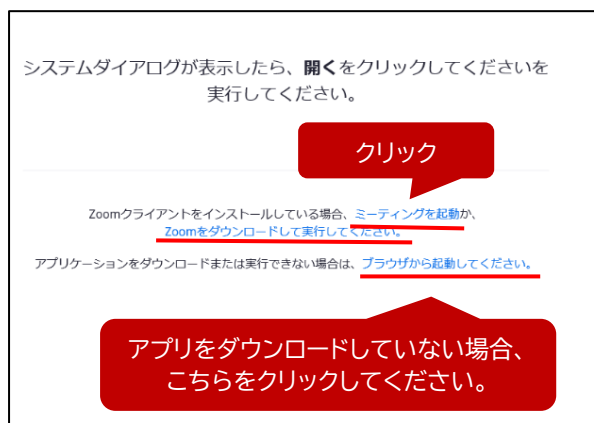 システムダイアログが表示したら、開くをクリックしてくださいを
実行してください。
クリック
Zoomクライアントをインストールしている場合、ミーティングを起動か、
Zoomをダウンロードして実行してください。
アプリケーションをダウンロードまたは実行できない場合は、ブラウザから起動してください。
アプリをダウンロードしていない場合、
こちらをクリックしてください。